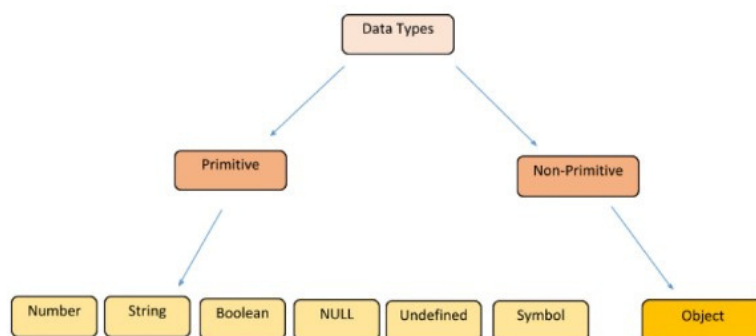 Data Types
Primitive
Non-Primitive
Number
String
Boolean
NULL
Undefined
Symbol
Object